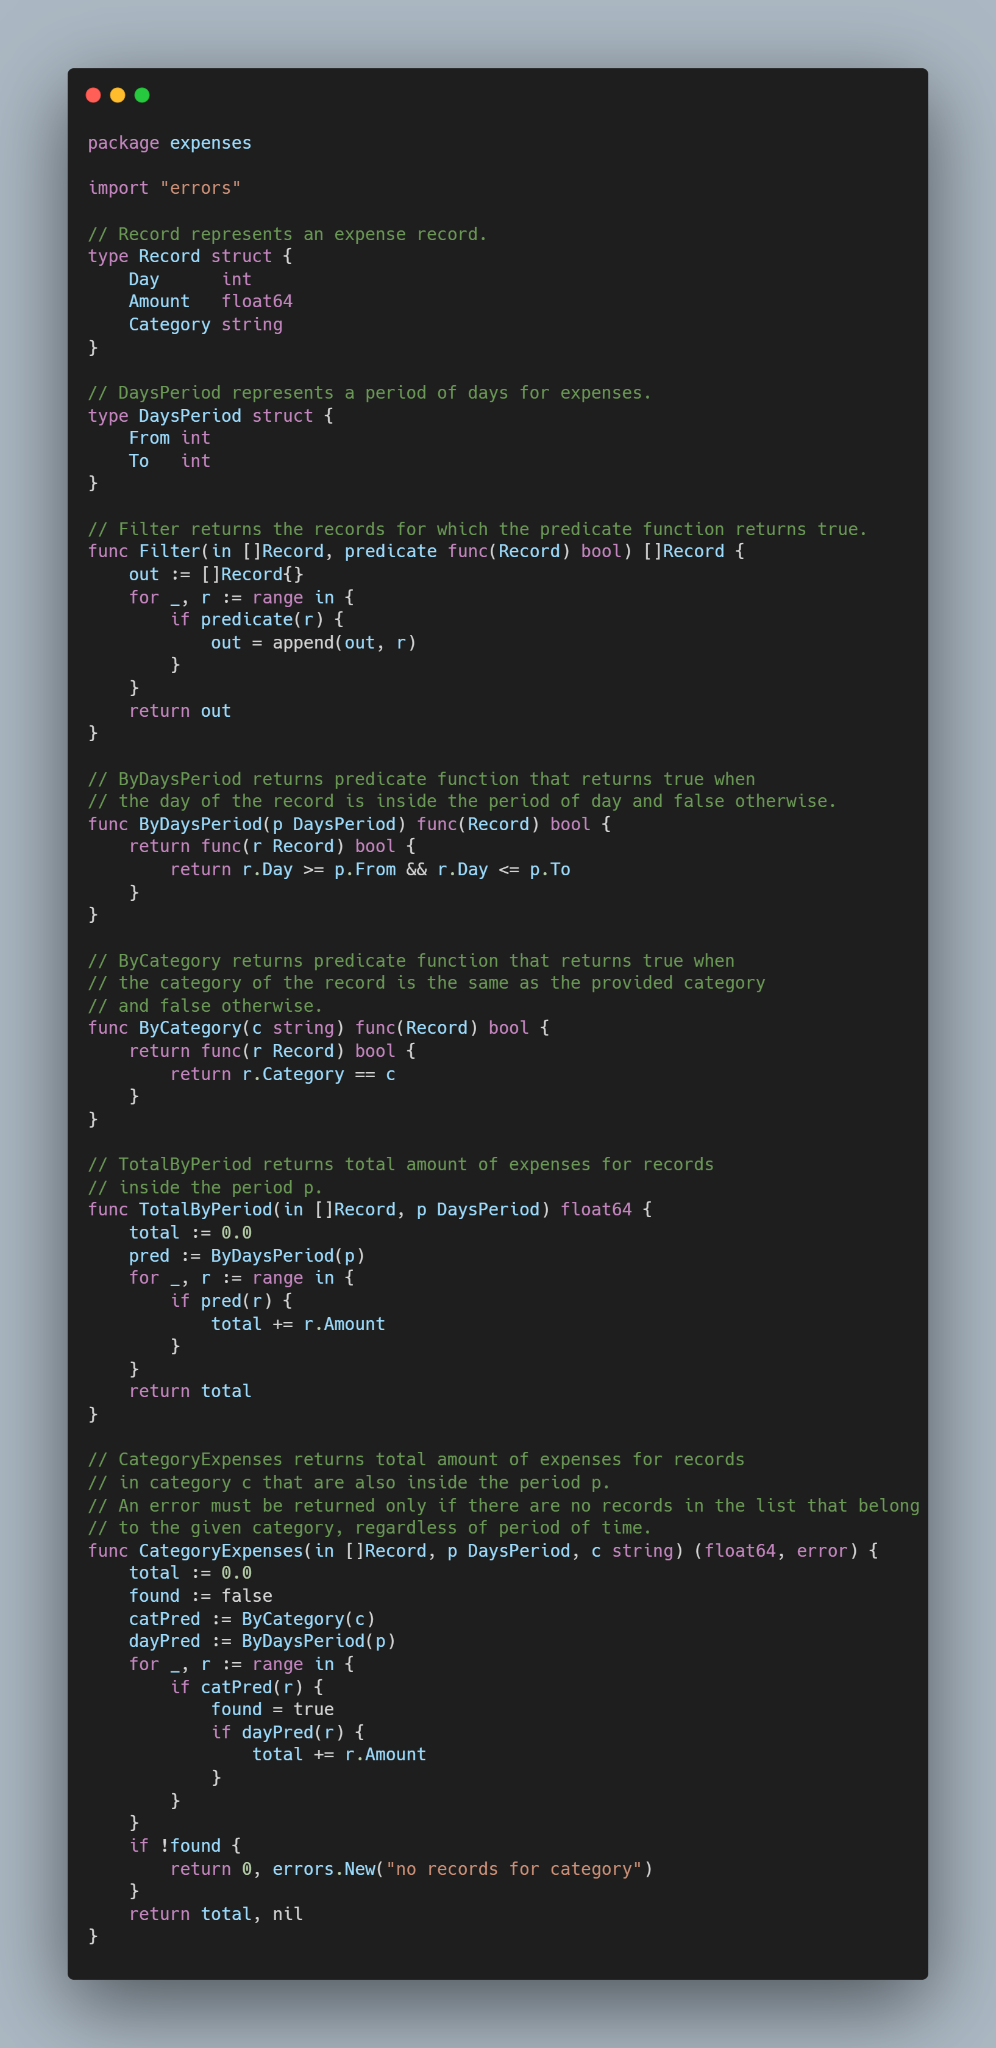 package expenses

import "errors"

// Record represents an expense record.
type Record struct {
    Day      int
    Amount   float64
    Category string
}

// DaysPeriod represents a period of days for expenses.
type DaysPeriod struct {
    From int
    To   int
}

// Filter returns the records for which the predicate function returns true.
func Filter(in []Record, predicate func(Record) bool) []Record {
    out := []Record{}
    for _, r := range in {
        if predicate(r) {
            out = append(out, r)
        }
    }
    return out
}

// ByDaysPeriod returns predicate function that returns true when
// the day of the record is inside the period of day and false otherwise.
func ByDaysPeriod(p DaysPeriod) func(Record) bool {
    return func(r Record) bool {
        return r.Day >= p.From && r.Day <= p.To
    }
}

// ByCategory returns predicate function that returns true when
// the category of the record is the same as the provided category
// and false otherwise.
func ByCategory(c string) func(Record) bool {
    return func(r Record) bool {
        return r.Category == c
    }
}

// TotalByPeriod returns total amount of expenses for records
// inside the period p.
func TotalByPeriod(in []Record, p DaysPeriod) float64 {
    total := 0.0
    pred := ByDaysPeriod(p)
    for _, r := range in {
        if pred(r) {
            total += r.Amount
        }
    }
    return total
}

// CategoryExpenses returns total amount of expenses for records
// in category c that are also inside the period p.
// An error must be returned only if there are no records in the list that belong
// to the given category, regardless of period of time.
func CategoryExpenses(in []Record, p DaysPeriod, c string) (float64, error) {
    total := 0.0
    found := false
    catPred := ByCategory(c)
    dayPred := ByDaysPeriod(p)
    for _, r := range in {
        if catPred(r) {
            found = true
            if dayPred(r) {
                total += r.Amount
            }
        }
    }
    if !found {
        return 0, errors.New("no records for category")
    }
    return total, nil
}